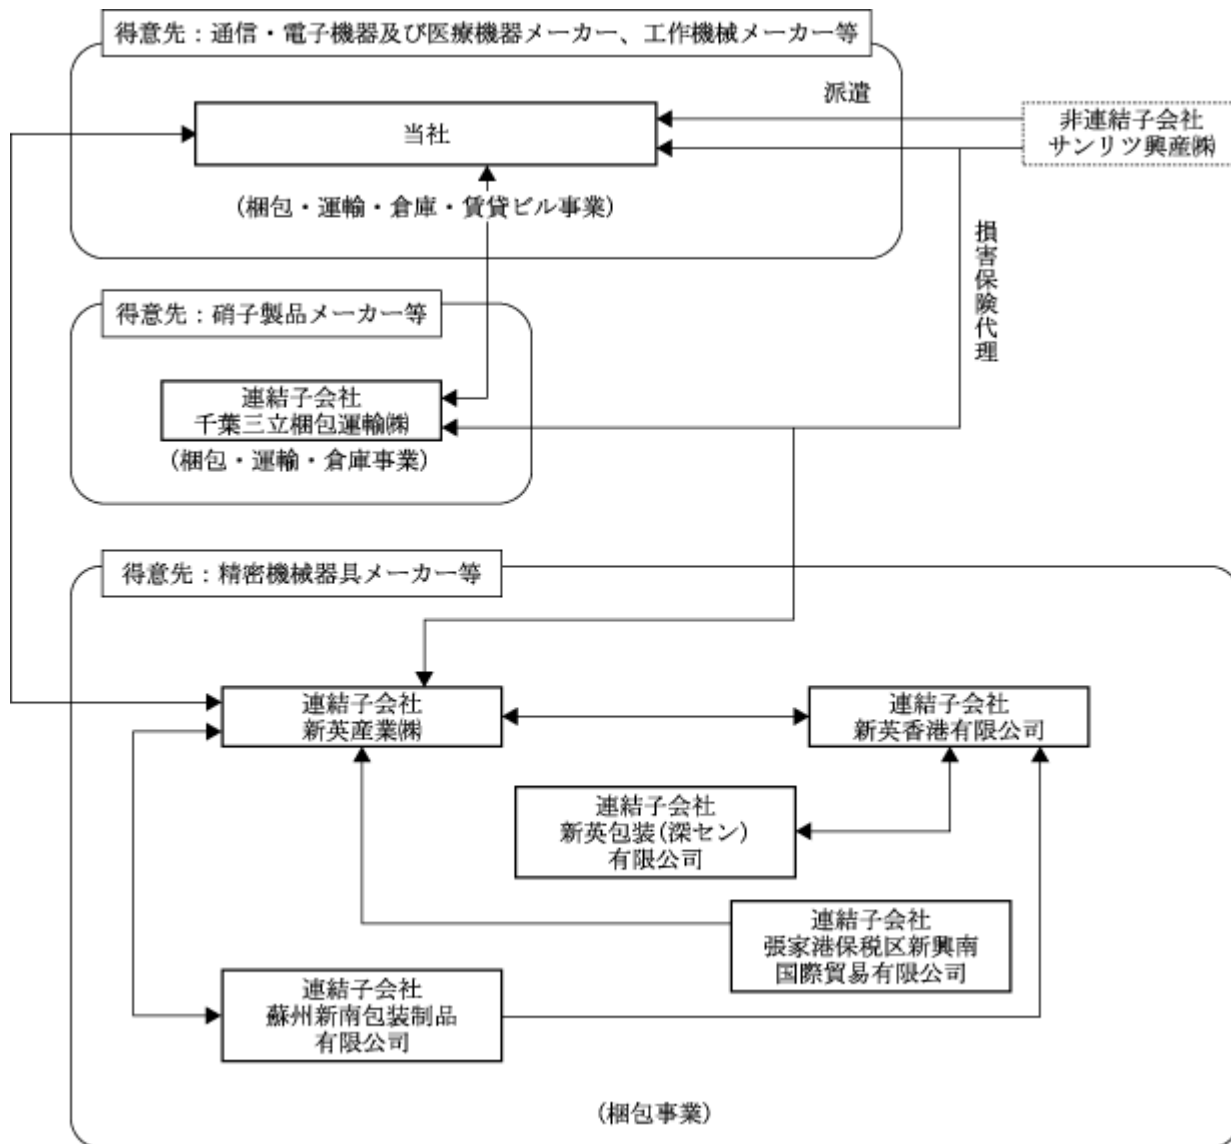 得意先：通信・電子機器及び医療機器メーカー、工作機械メーカー等
派遣
当社
非連結子会社
サンリツ興産㈱
(梱包・運輸・倉庫・賃貸ビル事業)
損害保険代理
得意先：硝子製品メーカー等
連結子会社
千葉三立梱包運輸㈱
(梱包・運輸・倉庫事業)
得意先：精密機械器具メーカー等
連結子会社
新英産業㈱
連結子会社
新英香港有限公司
連結子会社
新英包装(深セン)
有限公司
連結子会社
張家港保税区新興南
国際貿易有限公司
連結子会社
蘇州新南包装制品
有限公司
(梱包事業)